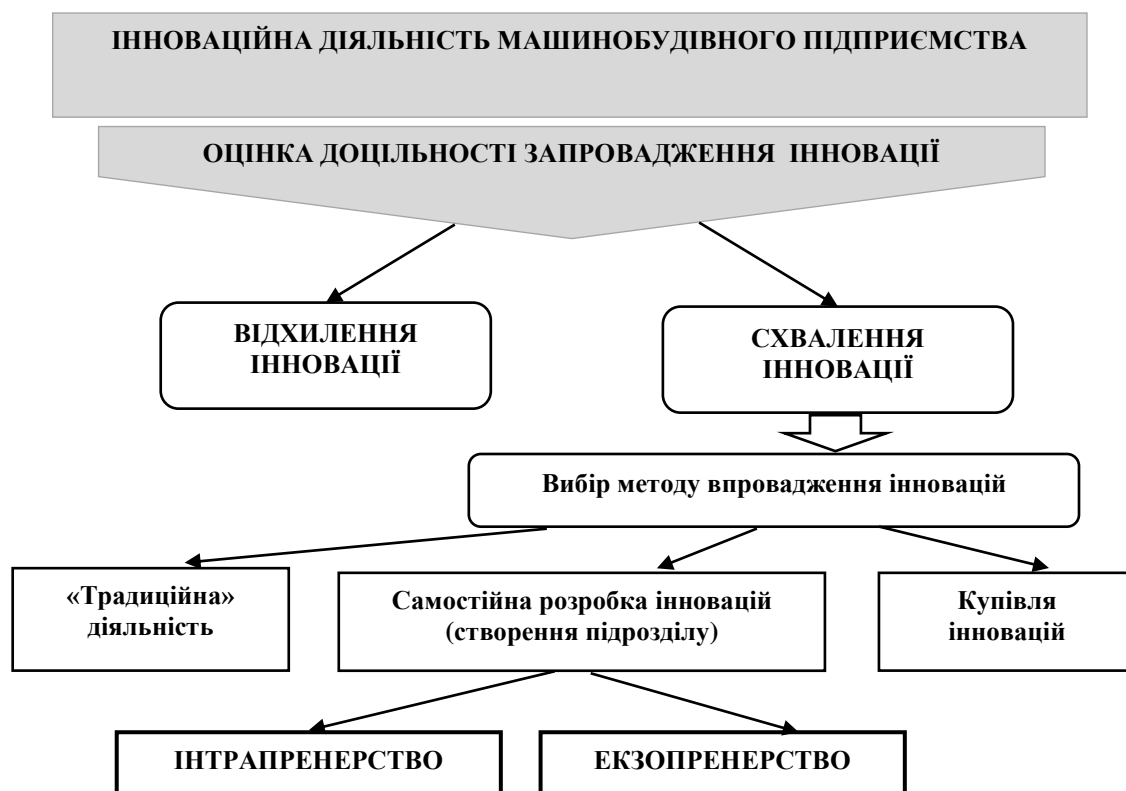 ІННОВАЦІЙНА ДІЯЛЬНІСТЬ МАШИНОБУДІВНОГО ПІДПРИЄМСТВА
ОЦІНКА ДОЦІЛЬНОСТІ ЗАПРОВАДЖЕННЯ ІННОВАЦІЇ
ВІДХИЛЕННЯ
ІННОВАЦІЇ
СХВАЛЕННЯ
ІННОВАЦІЇ
Вибір методу впровадження інновацій
«Традиційна»
діяльність
Самостійна розробка інновацій
(створення підрозділу)
Купівля
інновацій
ІНТРАПРЕНЕРСТВО
ЕКЗОПРЕНЕРСТВО